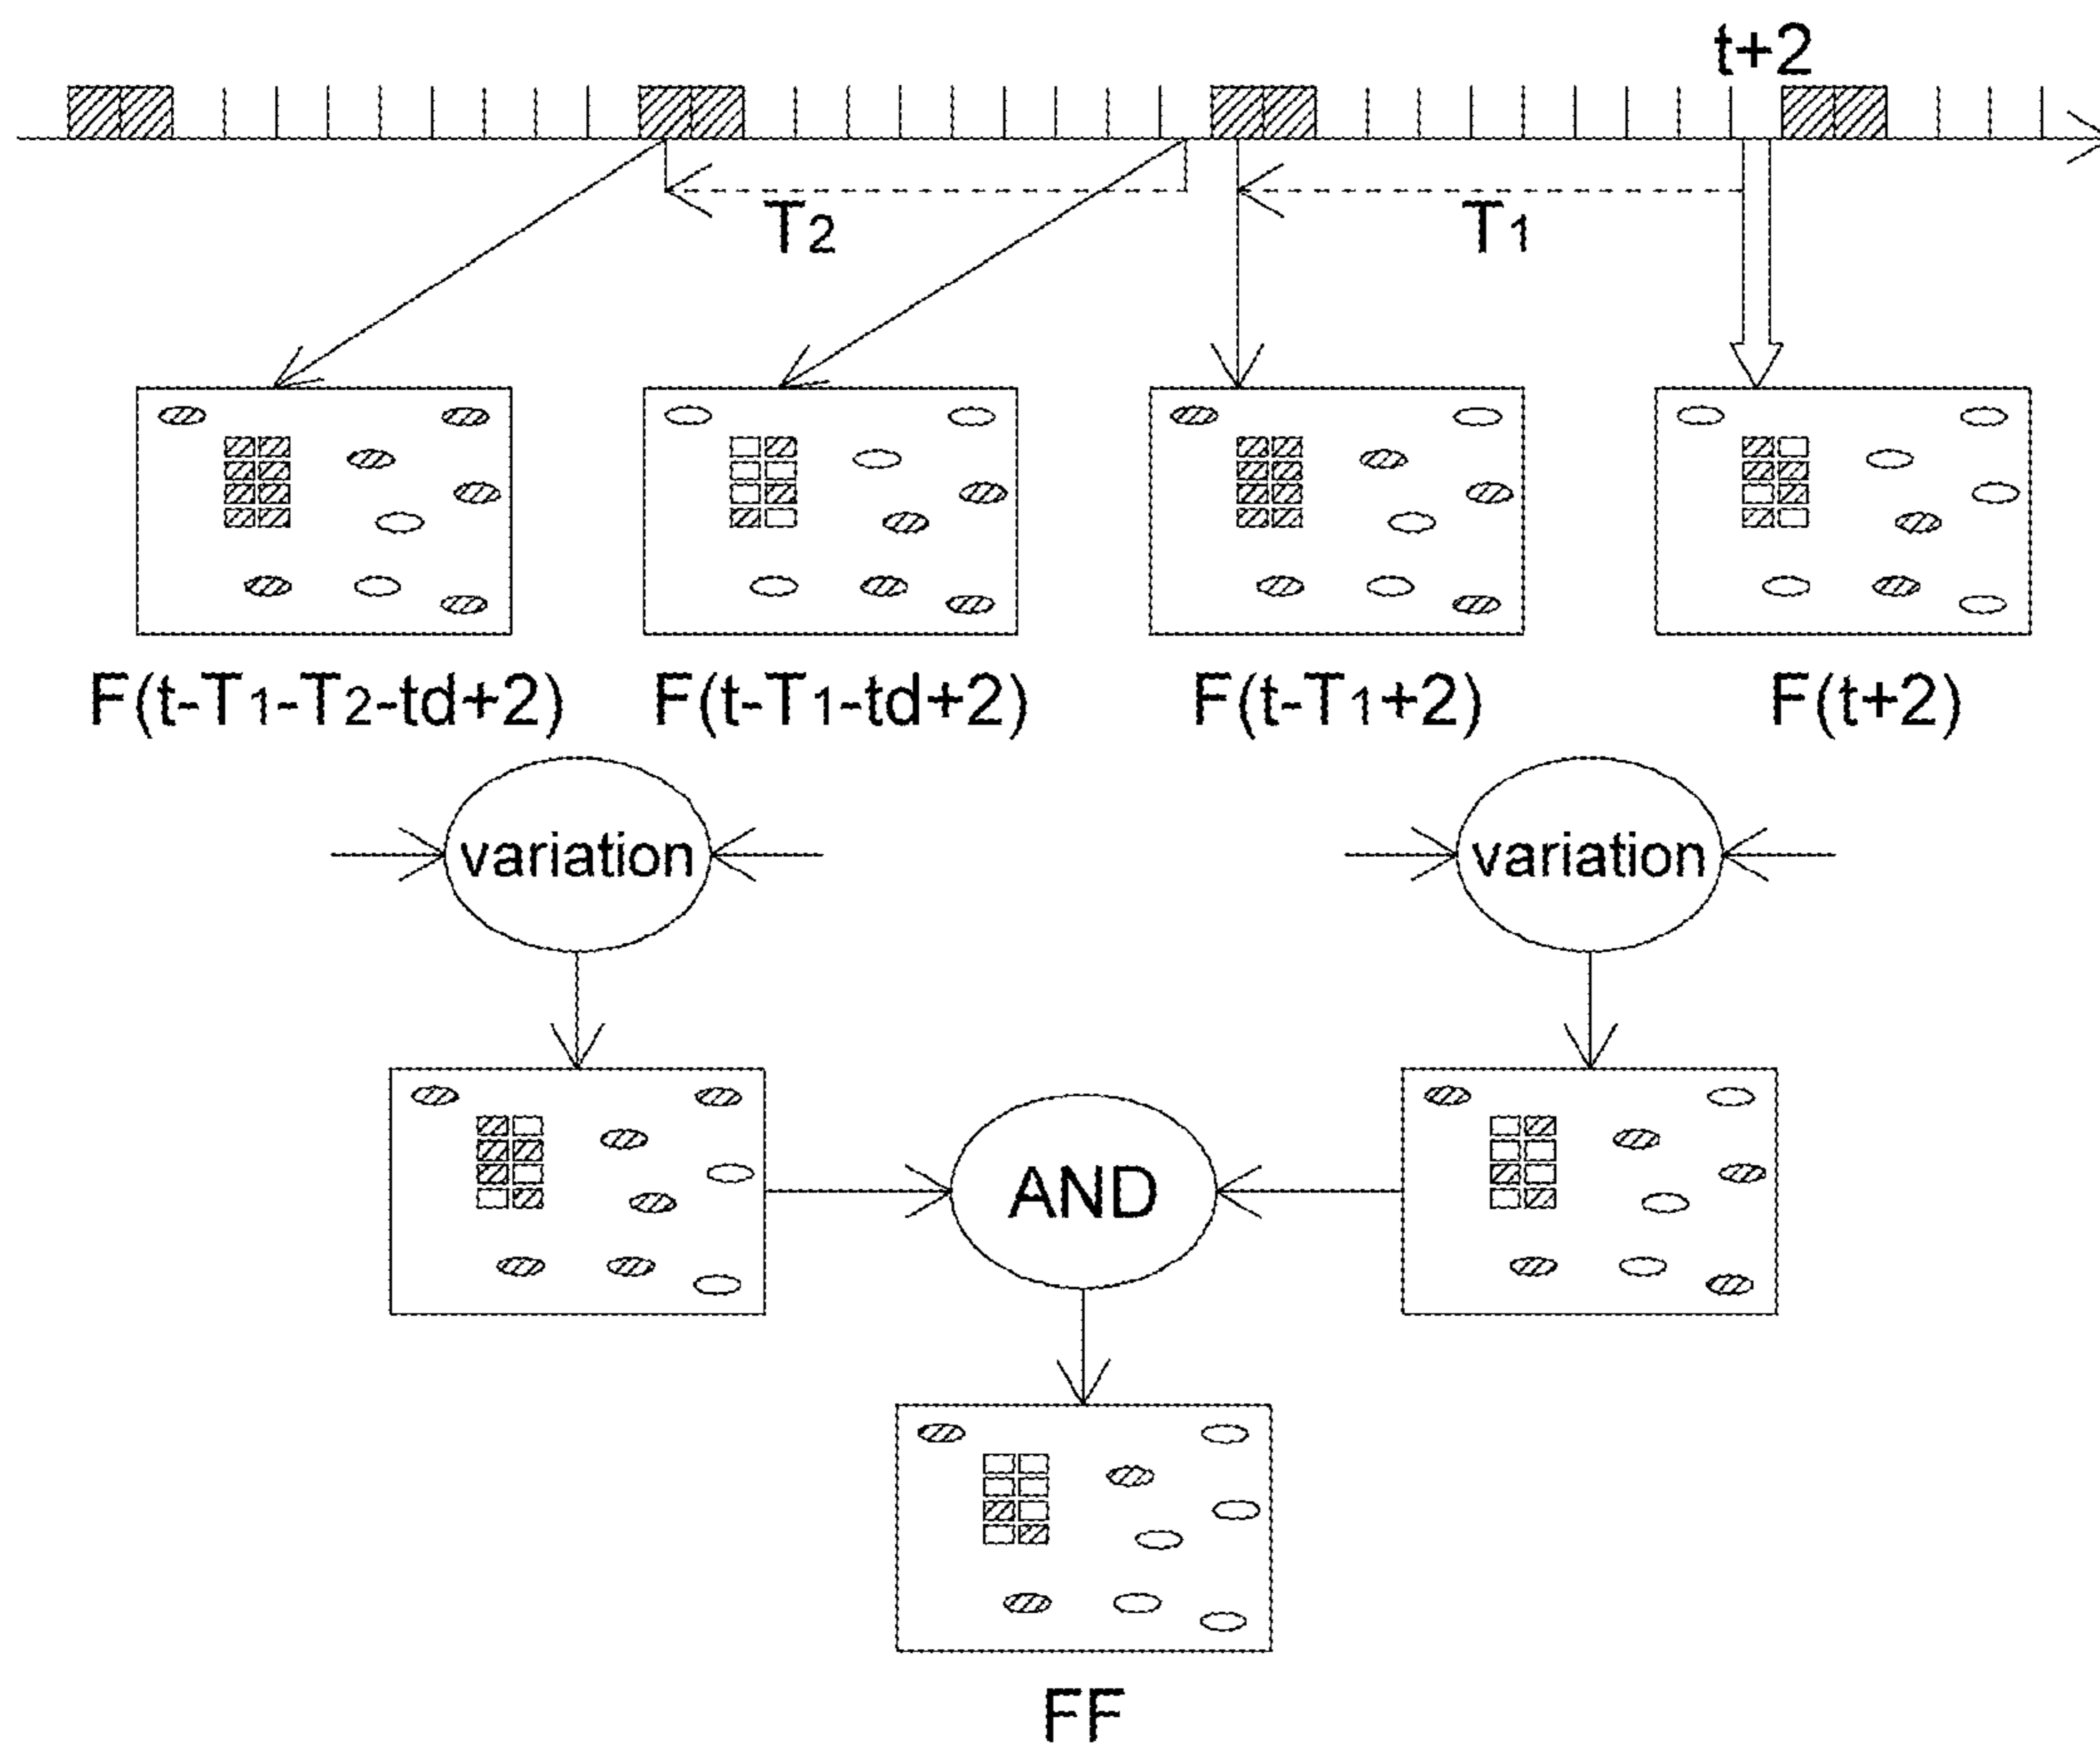 t+2
T2
T1
F(t-T1-T2-td+2)
F(t-T1-td+2)
F(t-T1+2)
F(t+2)
variation
variation
AND
FF